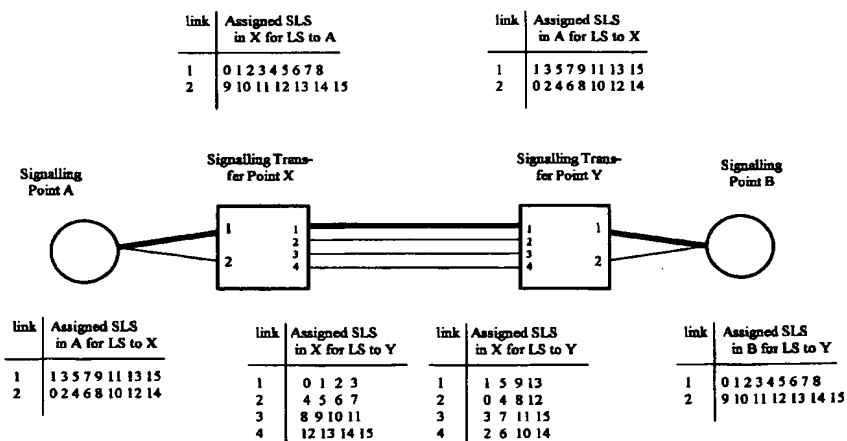 link Assigned SLS
in X for LS to A
1 0 1 2 3 4 5 6 7 8
2 9 10 11 12 13 14 15
link Assigned SLS
in A for LS to X
1 1 3 5 7 9 11 13 15
2 0 2 4 6 8 10 12 14
Signalling
Point A
Signalling Trans-
fer Point X
Signalling Trans-
fer Point Y
Signalling
Point B
1 1
2 2
3
4
1 1
2 2
3
4
link Assigned SLS
in A for LS to X
1 1 3 5 7 9 11 13 15
2 0 2 4 6 8 10 12 14
link Assigned SLS
in X for LS to Y
1 0 1 2 3
2 4 5 6 7
3 8 9 10 11
4 12 13 14 15
link Assigned SLS
in X for LS to Y
1 1 5 9 13
2 0 4 8 12
3 3 7 11 15
4 2 6 10 14
link Assigned SLS
in B for LS to Y
1 0 1 2 3 4 5 6 7 8
2 9 10 11 12 13 14 15